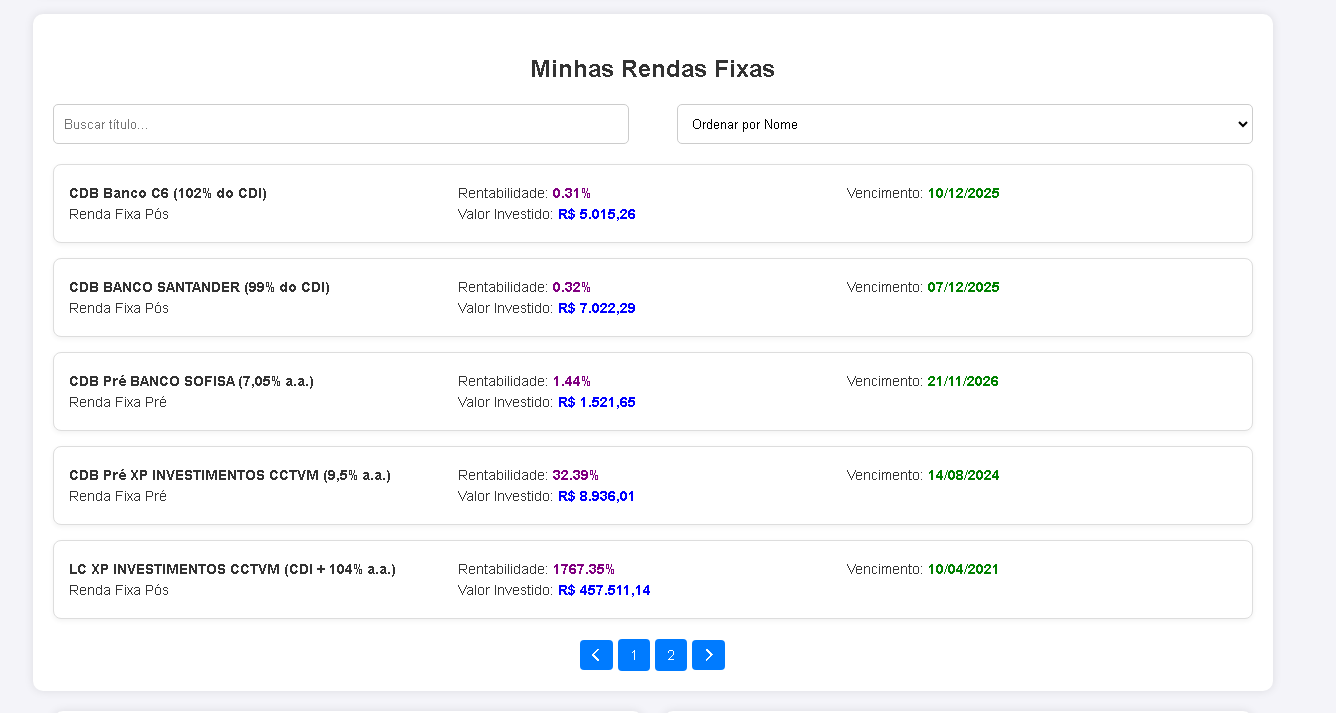 Minhas Rendas Fixas
Buscar título...
Ordenar por Nome
CDB Banco C6 (102% do CDI)
Renda Fixa Pós
Rentabilidade: 0.31%
Valor Investido: R$ 5.015,26
Vencimento: 10/12/2025
CDB BANCO SANTANDER (99% do CDI)
Renda Fixa Pós
Rentabilidade: 0.32%
Valor Investido: R$ 7.022,29
Vencimento: 07/12/2025
CDB Pré BANCO SOFISA (7,05% a.a.)
Renda Fixa Pré
Rentabilidade: 1.44%
Valor Investido: R$ 1.521,65
Vencimento: 21/11/2026
CDB Pré XP INVESTIMENTOS CCTVM (9,5% a.a.)
Renda Fixa Pré
Rentabilidade: 32.39%
Valor Investido: R$ 8.936,01
Vencimento: 14/08/2024
LC XP INVESTIMENTOS CCTVM (CDI + 104% a.a.)
Renda Fixa Pós
Rentabilidade: 1767.35%
Valor Investido: R$ 457.511,14
Vencimento: 10/04/2021
1 2